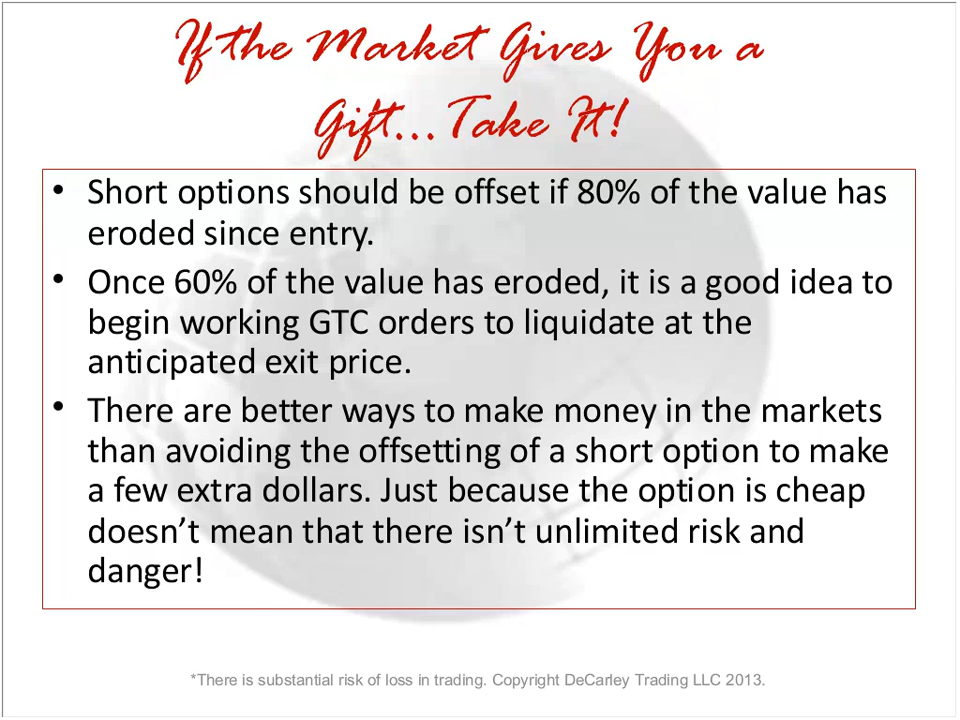 If the Market Gives You a
Gift...Take It!
• Short options should be offset if 80% of the value has
eroded since entry.
• Once 60% of the value has eroded, it is a good idea to
begin working GTC orders to liquidate at the
anticipated exit price.
• There are better ways to make money in the markets
than avoiding the offsetting of a short option to make
a few extra dollars. Just because the option is cheap
doesn’t mean that there isn’t unlimited risk and
danger!
*There is substantial risk of loss in trading. Copyright DeCarley Trading LLC 2013.